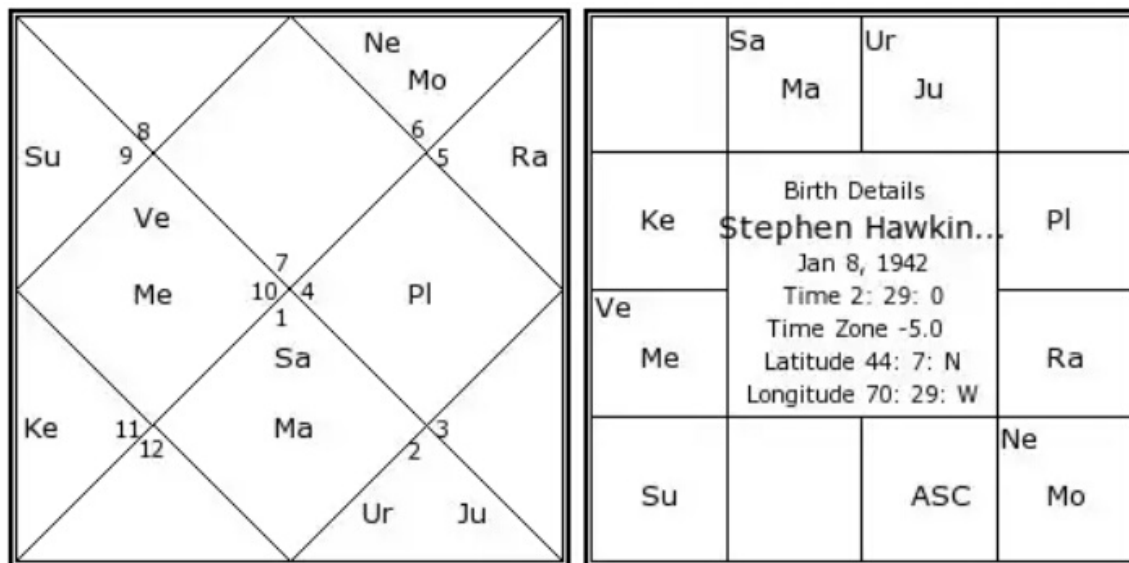 Ne
Mo
8
6
Su
9
5
Ra
Ve
7
Me
10
4
Pl
1
Sa
Ke
11
Ma
3
12
2
Ur
Ju
Sa
Ur
Ma
Ju
Birth Details
Ke
Stephen Hawkin...
Pl
Jan 8, 1942
Time 2: 29: 0
Ve
Time Zone -5.0
Me
Latitude 44: 7: N
Ra
Longitude 70: 29: W
Ne
Su
ASC
Mo